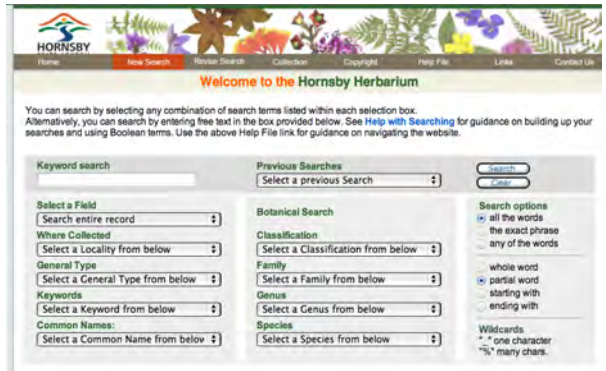 HORNSBY
Home New Search Revise Search Collection Copyright Help File Links Contact Us
Welcome to the Hornsby Herbarium
You can search by selecting any combination of search terms listed within each selection box.
Alternatively, you can search by entering free text in the box provided below. See Help with Searching for guidance on building up your
searches and using Boolean terms. Use the above Help File link for guidance on navigating the website.
Keyword search
Previous Searches
Select a previous Search
Search
Clear
Select a Field
Search entire record
Where Collected
Select a Locality from below
General Type
Select a General Type from below
Keywords
Select a Keyword from below
Common Names:
Select a Common Name from below
Botanical Search
Classification
Select a Classification from below
Family
Select a Family from below
Genus
Select a Genus from below
Species
Select a Species from below
Search options
all the words
the exact phrase
any of the words
whole word
partial word
starting with
ending with
Wildcards
"_" one character
"%" many chars.